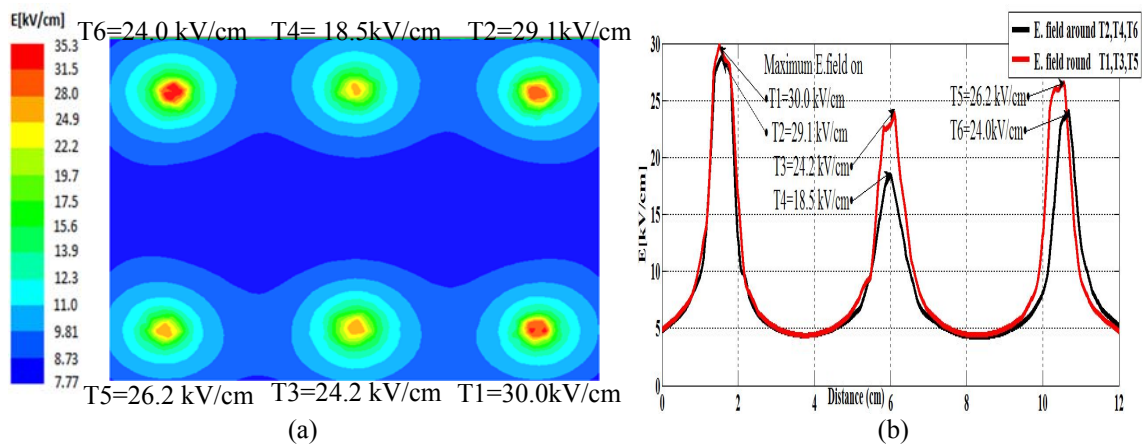 E[kV/cm]
T6=24.0 kV/cm
T4= 18.5kV/cm
T2=29.1kV/cm
35.3
31.5
28.0
24.9
22.2
19.7
17.5
15.6
13.9
12.3
11.0
9.81
8.73
7.77
T5=26.2 kV/cm
T3=24.2 kV/cm
T1=30.0kV/cm
(a)
E. field around T2,T4,T6
E. field round T1,T3,T5
Maximum E.field on
T1=30.0 kV/cm
T2=29.1 kV/cm
T3=24.2 kV/cm
T4=18.5 kV/cm
T5=26.2 kV/cm
T6=24.0kV/cm
E[kV/cm]
30
25
20
15
10
5
0
0
2
4
6
8
10
12
Distance (cm)
(b)